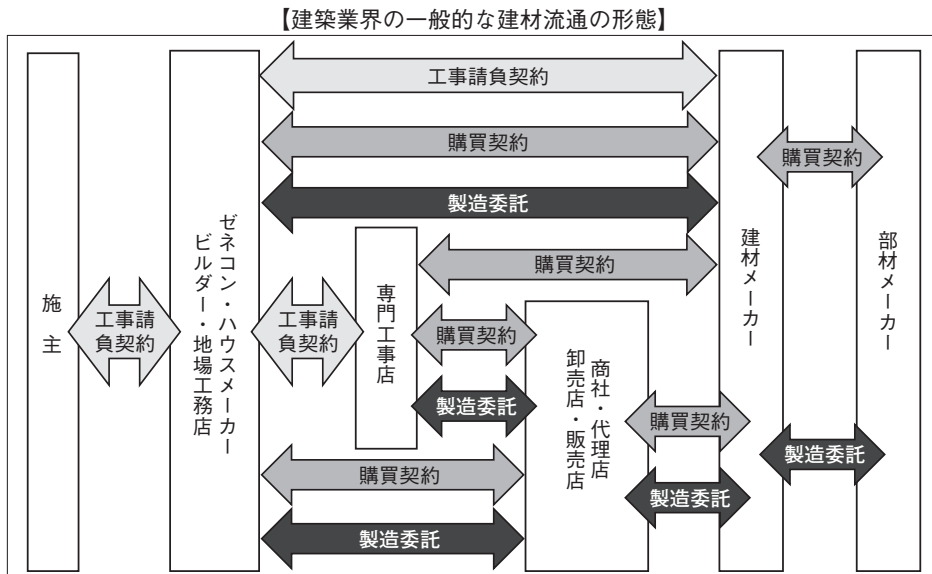 【建築業界の一般的な建材流通の形態】
施主
工事請
負契約
ゼネコン・ハウスメーカー
ビルダー・地場工務店
工事請負契約
購買契約
製造委託
購買契約
工事請
負契約
専門工事店
購買契約
製造委託
購買契約
製造委託
商社・代理店
卸売店・販売店
購買契約
製造委託
建材メーカー
購買契約
製造委託
部材メーカー